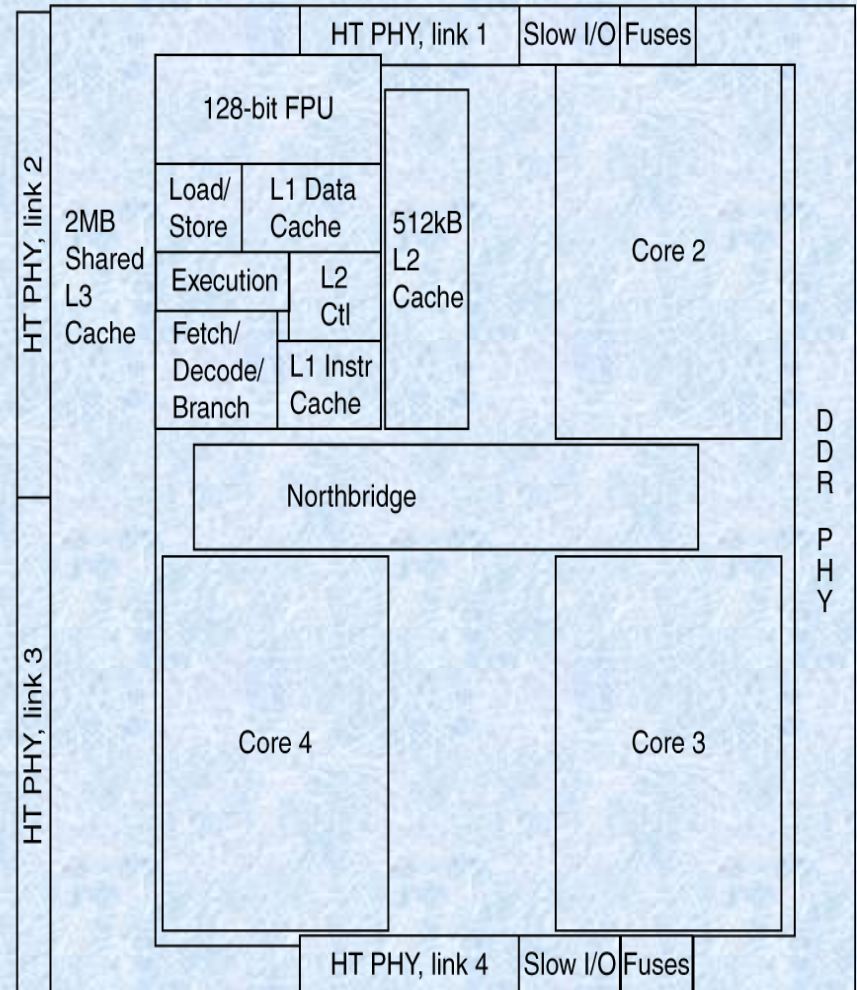 HT PHY, link 1
Slow I/O
Fuses
HT PHY, link 2
2MB
Shared
L3
Cache
128-bit FPU
Load/
Store
L1 Data
Cache
Execution
L2
Ctl
Fetch/
Decode/
Branch
L1 Instr
Cache
512kB
L2
Cache
Core 2
Northbridge
DDR PHY
HT PHY, link 3
Core 4
Core 3
HT PHY, link 4
Slow I/O
Fuses